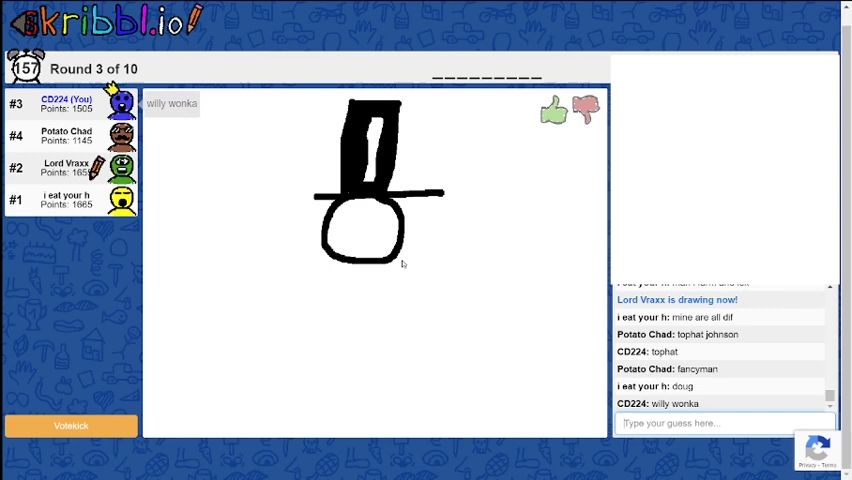 skribbl.io
157
Round 3 of 10
_ _ _ _ _ _ _ _ _
#3
CD224 (You)
Points: 1505
#4
Potato Chad
Points: 1145
#2
Lord Vraxx
#1
i eat your h
Points: 1665
willy wonka
Lord Vraxx is drawing now!
i eat your h: mine are all dif
Potato Chad: tophat johnson
CD224: tophat
Potato Chad: fancyman
i eat your h: doug
CD224: willy wonka
Type your guess here...
Votekick
Privacy - Terms